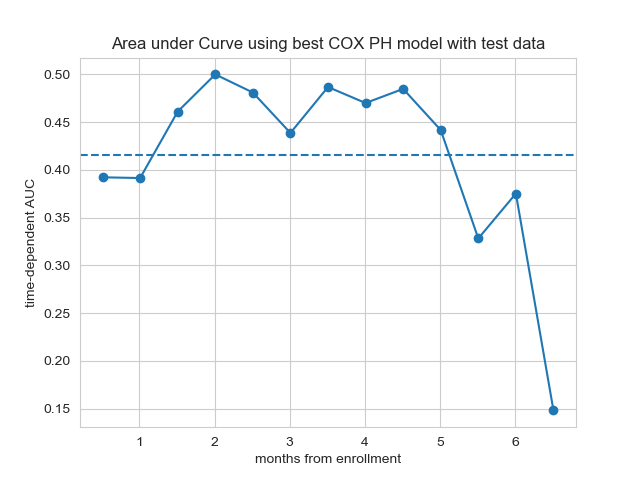 Area under Curve using best COX PH model with test data
0.50
0.45
0.40
0.35
0.30
0.25
0.20
0.15
time-dependent AUC
1 2 3 4 5 6
months from enrollment